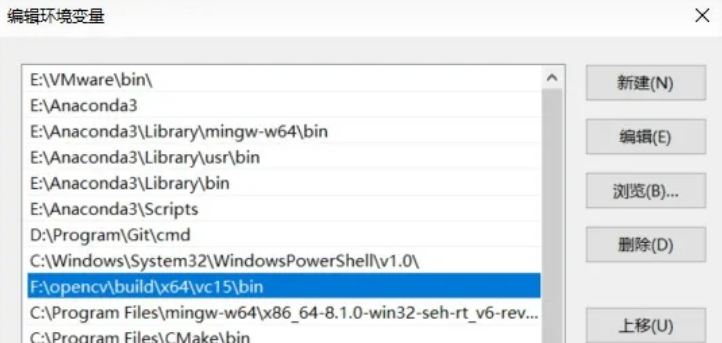 编辑环境变量
E:\VMware\bin\
新建(N)
E:\Anaconda3
E:\Anaconda3\Library\mingw-w64\bin
编辑(E)
E:\Anaconda3\Library\usr\bin
E:\Anaconda3\Library\bin
浏览(B)...
E:\Anaconda3\Scripts
D:\Program\Git\cmd
删除(D)
C:\Windows\System32\WindowsPowerShell\v1.0\
F:\opencv\build\x64\vc15\bin
C:\Program Files\mingw-w64\x86_64-8.1.0-win32-seh-rt_v6-rev...
上移(U)
C:\Program Files\CMake\bin